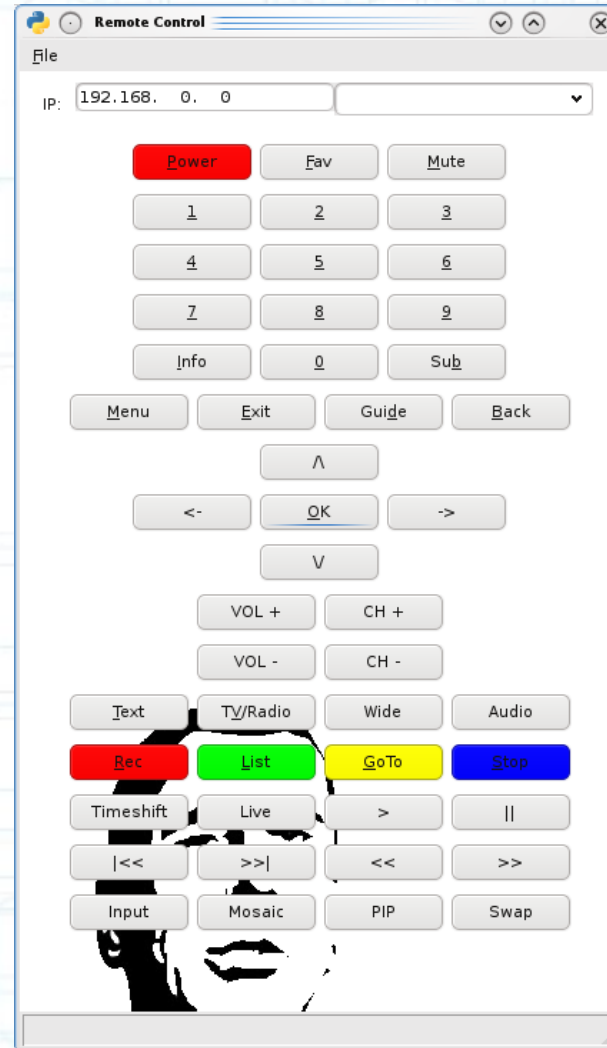 Remote Control
File
IP: 192.168. 0. 0
Power Fav Mute
1 2 3
4 5 6
7 8 9
Info 0 Sub
Menu Exit Guide Back
/\
<- OK ->
\/
VOL + CH +
VOL - CH -
Text TV/Radio Wide Audio
Rec List GoTo Stop
Timeshift Live > ||
|<< >>| << >>
Input Mosaic PIP Swap